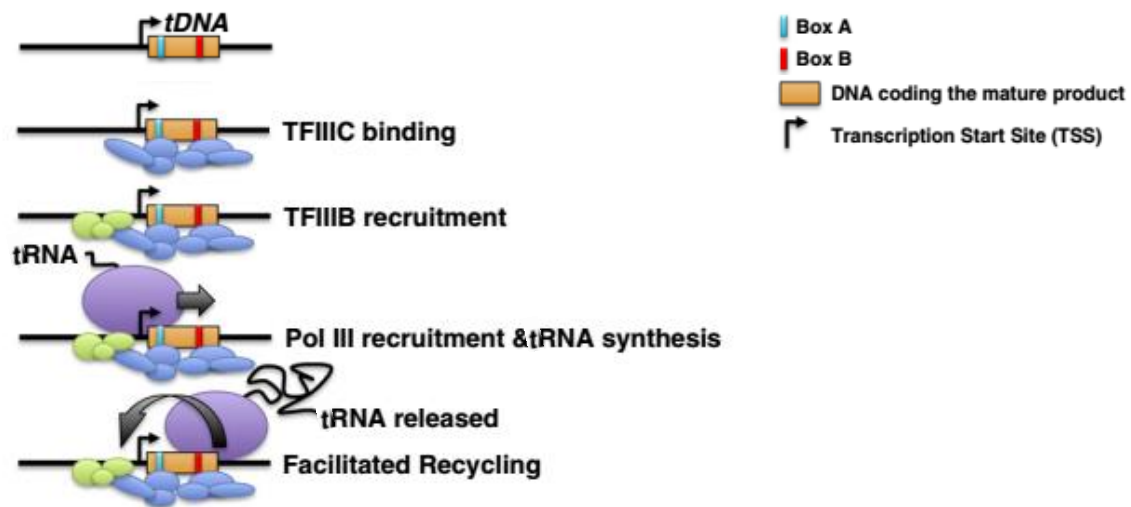 tDNA
Box A
Box B
DNA coding the mature product
Transcription Start Site (TSS)
TFIIIC binding
TFIIIB recruitment
tRNA
Pol III recruitment &tRNA synthesis
tRNA released
Facilitated Recycling